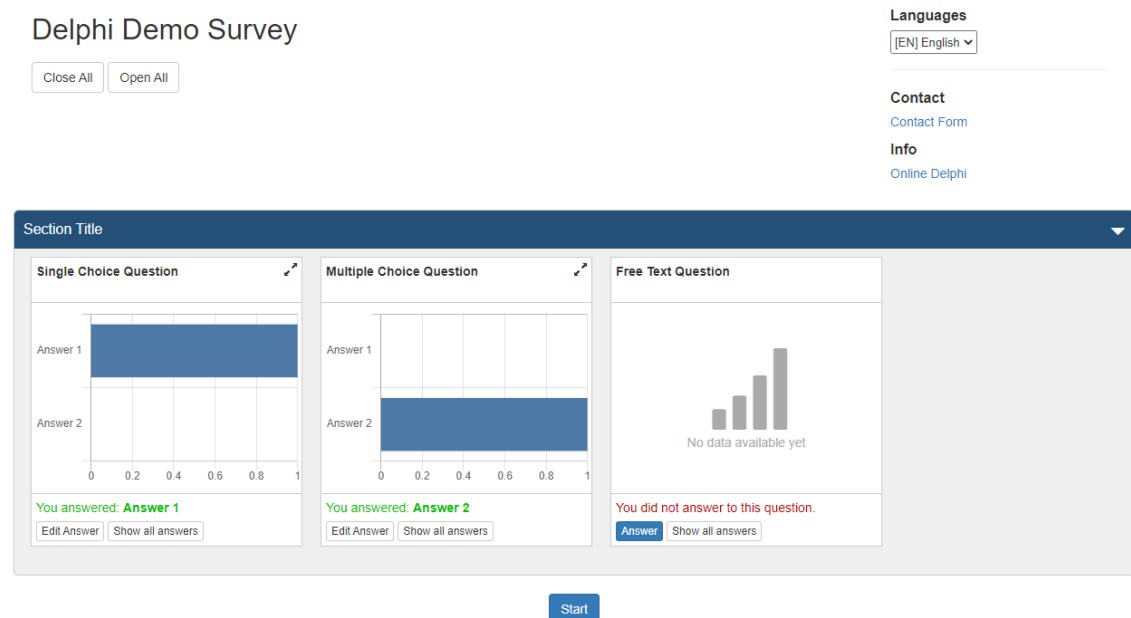 Delphi Demo Survey
Close All
Open All
Languages
[EN] English
Contact
Contact Form
Info
Online Delphi
Section Title
Single Choice Question
Answer 1
Answer 2
0 0.2 0.4 0.6 0.8 1
You answered: Answer 1
Edit Answer
Show all answers
Multiple Choice Question
Answer 1
Answer 2
0 0.2 0.4 0.6 0.8 1
You answered: Answer 2
Edit Answer
Show all answers
Free Text Question
No data available yet
You did not answer to this question.
Answer
Show all answers
Start